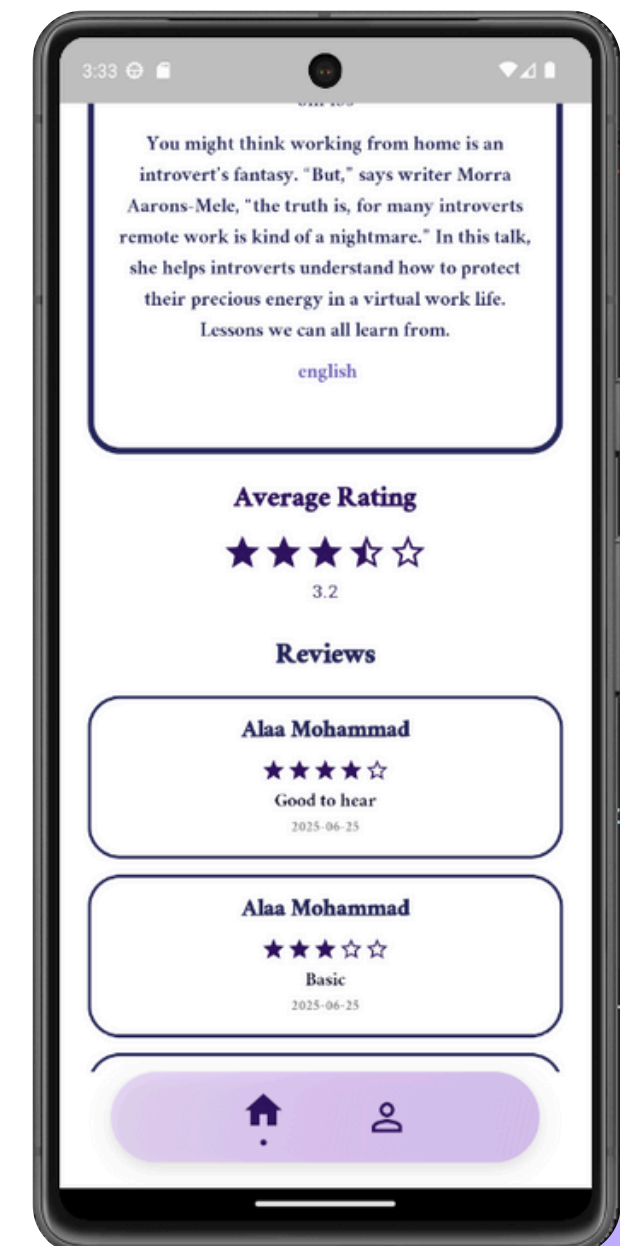 3:33
You might think working from home is an
introvert's fantasy. "But," says writer Morra
Aarons-Mele, "the truth is, for many introverts
remote work is kind of a nightmare." In this talk,
she helps introverts understand how to protect
their precious energy in a virtual work life.
Lessons we can all learn from.
english
Average Rating
3.2
Reviews
Alaa Mohammad
Good to hear
2025-06-25
Alaa Mohammad
Basic
2025-06-25